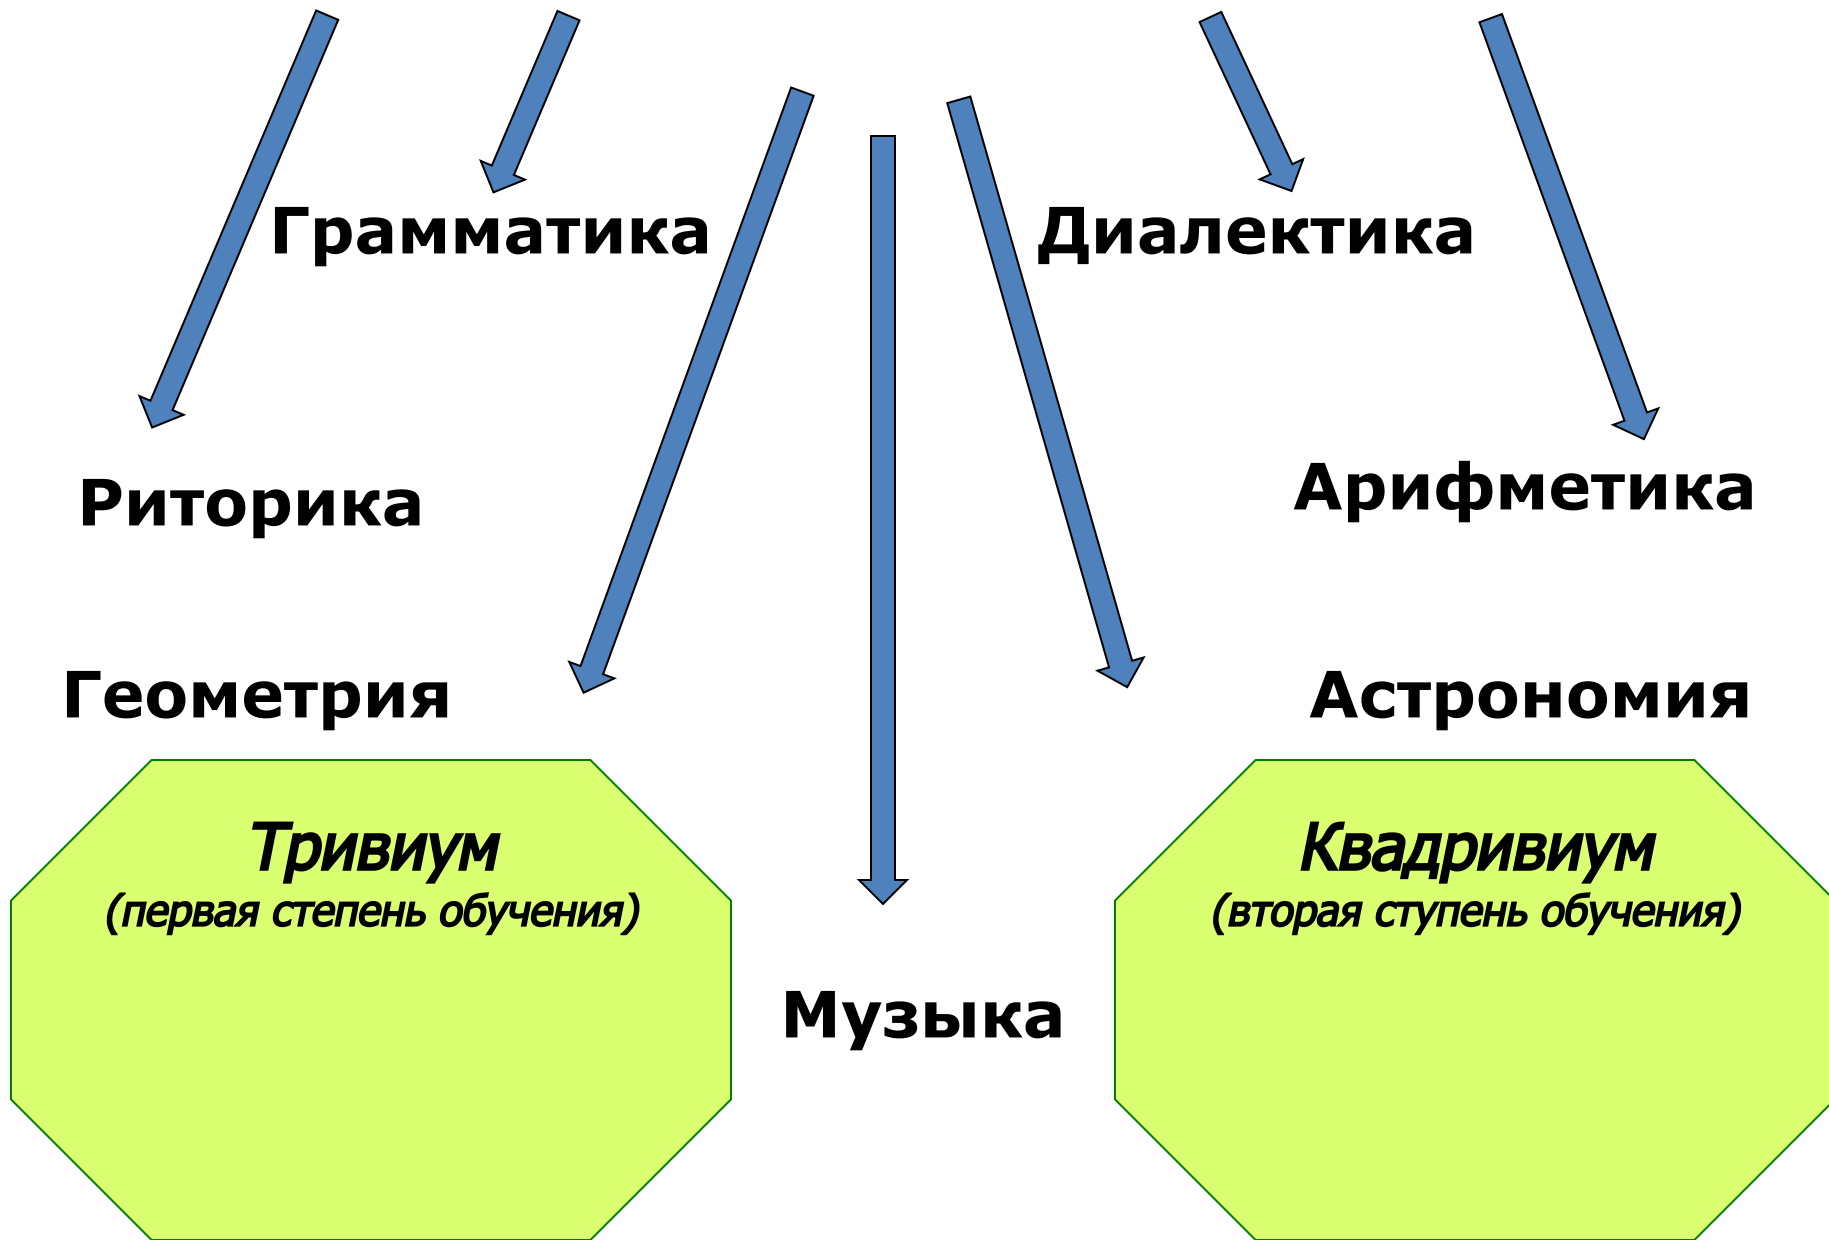 Грамматика
Диалектика
Риторика
Арифметика
Геометрия
Астрономия
Тривиум
(первая степень обучения)
Квадривиум
(вторая ступень обучения)
Музыка